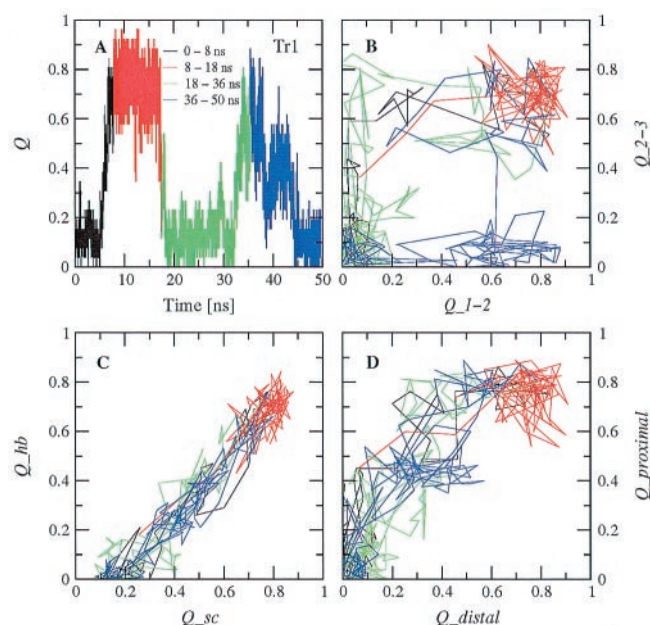 A Tr1 B
0 – 8 ns
8 – 18 ns
18 – 36 ns
36 – 50 ns
1
0.8
0.6
0.4
0.2
0
Q
0 10 20 30 40 50
Time [ns]
0 0.2 0.4 0.6 0.8 1
Q_1–2
1
0.8
0.6
0.4
0.2
0
Q_2–3
C D
1
0.8
0.6
0.4
0.2
0
Q_hb
0 0.2 0.4 0.6 0.8 1
Q_sc
0 0.2 0.4 0.6 0.8 1
Q_distal
1
0.8
0.6
0.4
0.2
0
Q_proximal